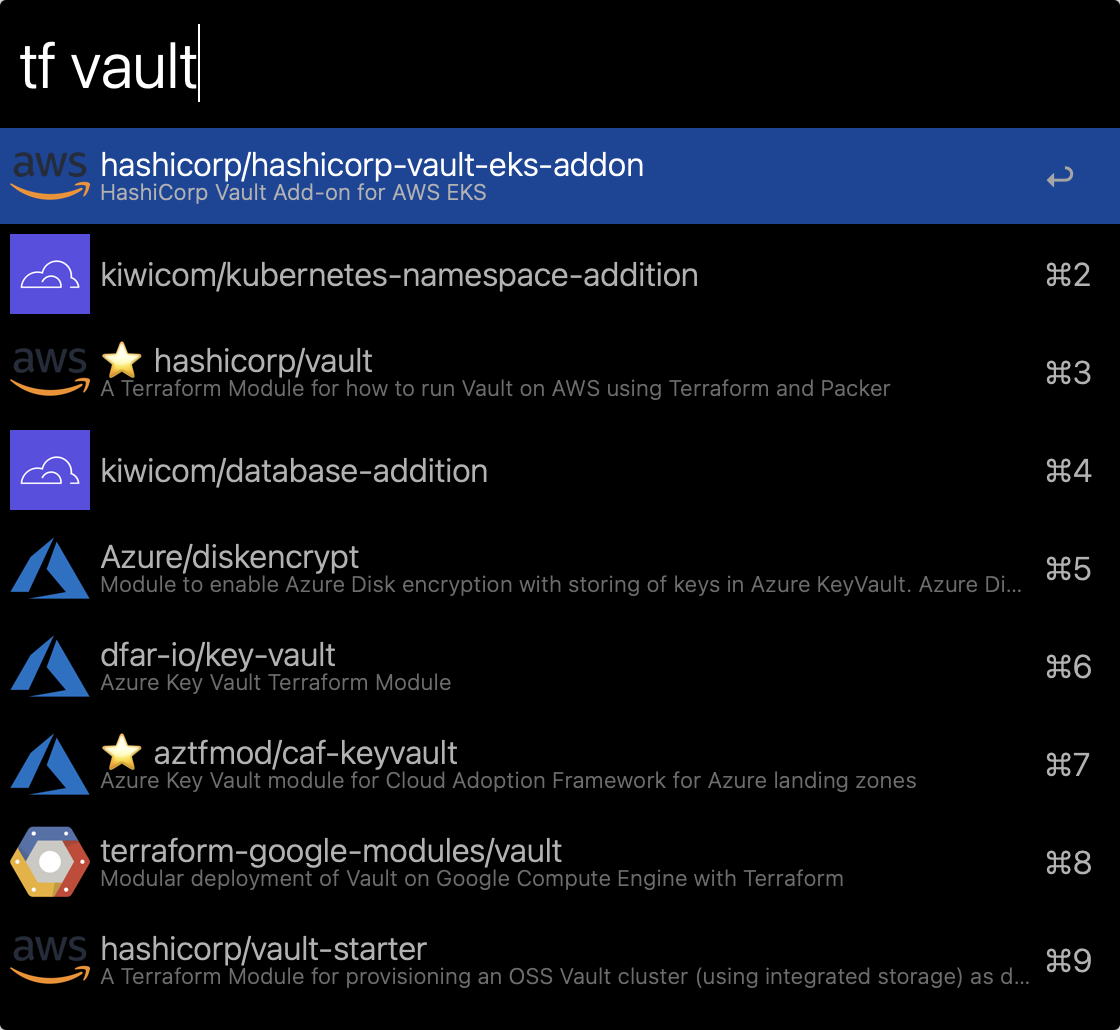 tf vault
aws
hashicorp/hashicorp-vault-eks-addon
HashiCorp Vault Add-on for AWS EKS
kiwicom/kubernetes-namespace-addition
⌘2
aws
⭐ hashicorp/vault
A Terraform Module for how to run Vault on AWS using Terraform and Packer
⌘3
kiwicom/database-addition
⌘4
Azure/diskencrypt
Module to enable Azure Disk encryption with storing of keys in Azure KeyVault. Azure Di...
⌘5
dfar-io/key-vault
Azure Key Vault Terraform Module
⌘6
⭐ aztfmod/caf-keyvault
Azure Key Vault module for Cloud Adoption Framework for Azure landing zones
⌘7
terraform-google-modules/vault
Modular deployment of Vault on Google Compute Engine with Terraform
⌘8
aws
hashicorp/vault-starter
A Terraform Module for provisioning an OSS Vault cluster (using integrated storage) as d...
⌘9